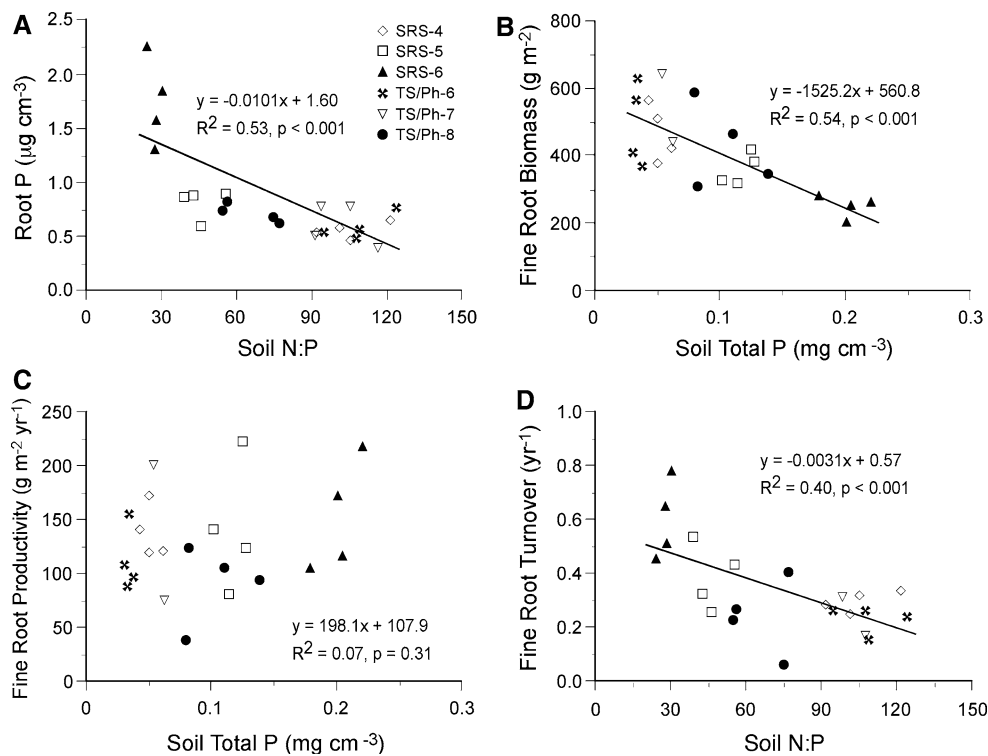 A
2.5
2.0
1.5
1.0
0.5
0.0
Root P (µg cm-3)
SRS-4
SRS-5
SRS-6
TS/Ph-6
TS/Ph-7
TS/Ph-8
y = -0.0101x + 1.60
R2 = 0.53, p < 0.001
0 30 60 90 120 150
Soil N:P
B
800
600
400
200
0
Fine Root Biomass (g m-2)
y = -1525.2x + 560.8
R2 = 0.54, p < 0.001
0 0.1 0.2 0.3
Soil Total P (mg cm-3)
C
250
200
150
100
50
0
Fine Root Productivity (g m-2 yr-1)
y = 198.1x + 107.9
R2 = 0.07, p = 0.31
0 0.1 0.2 0.3
Soil Total P (mg cm-3)
D
1.0
0.8
0.6
0.4
0.2
0.0
Fine Root Turnover (yr-1)
y = -0.0031x + 0.57
R2 = 0.40, p < 0.001
0 30 60 90 120 150
Soil N:P